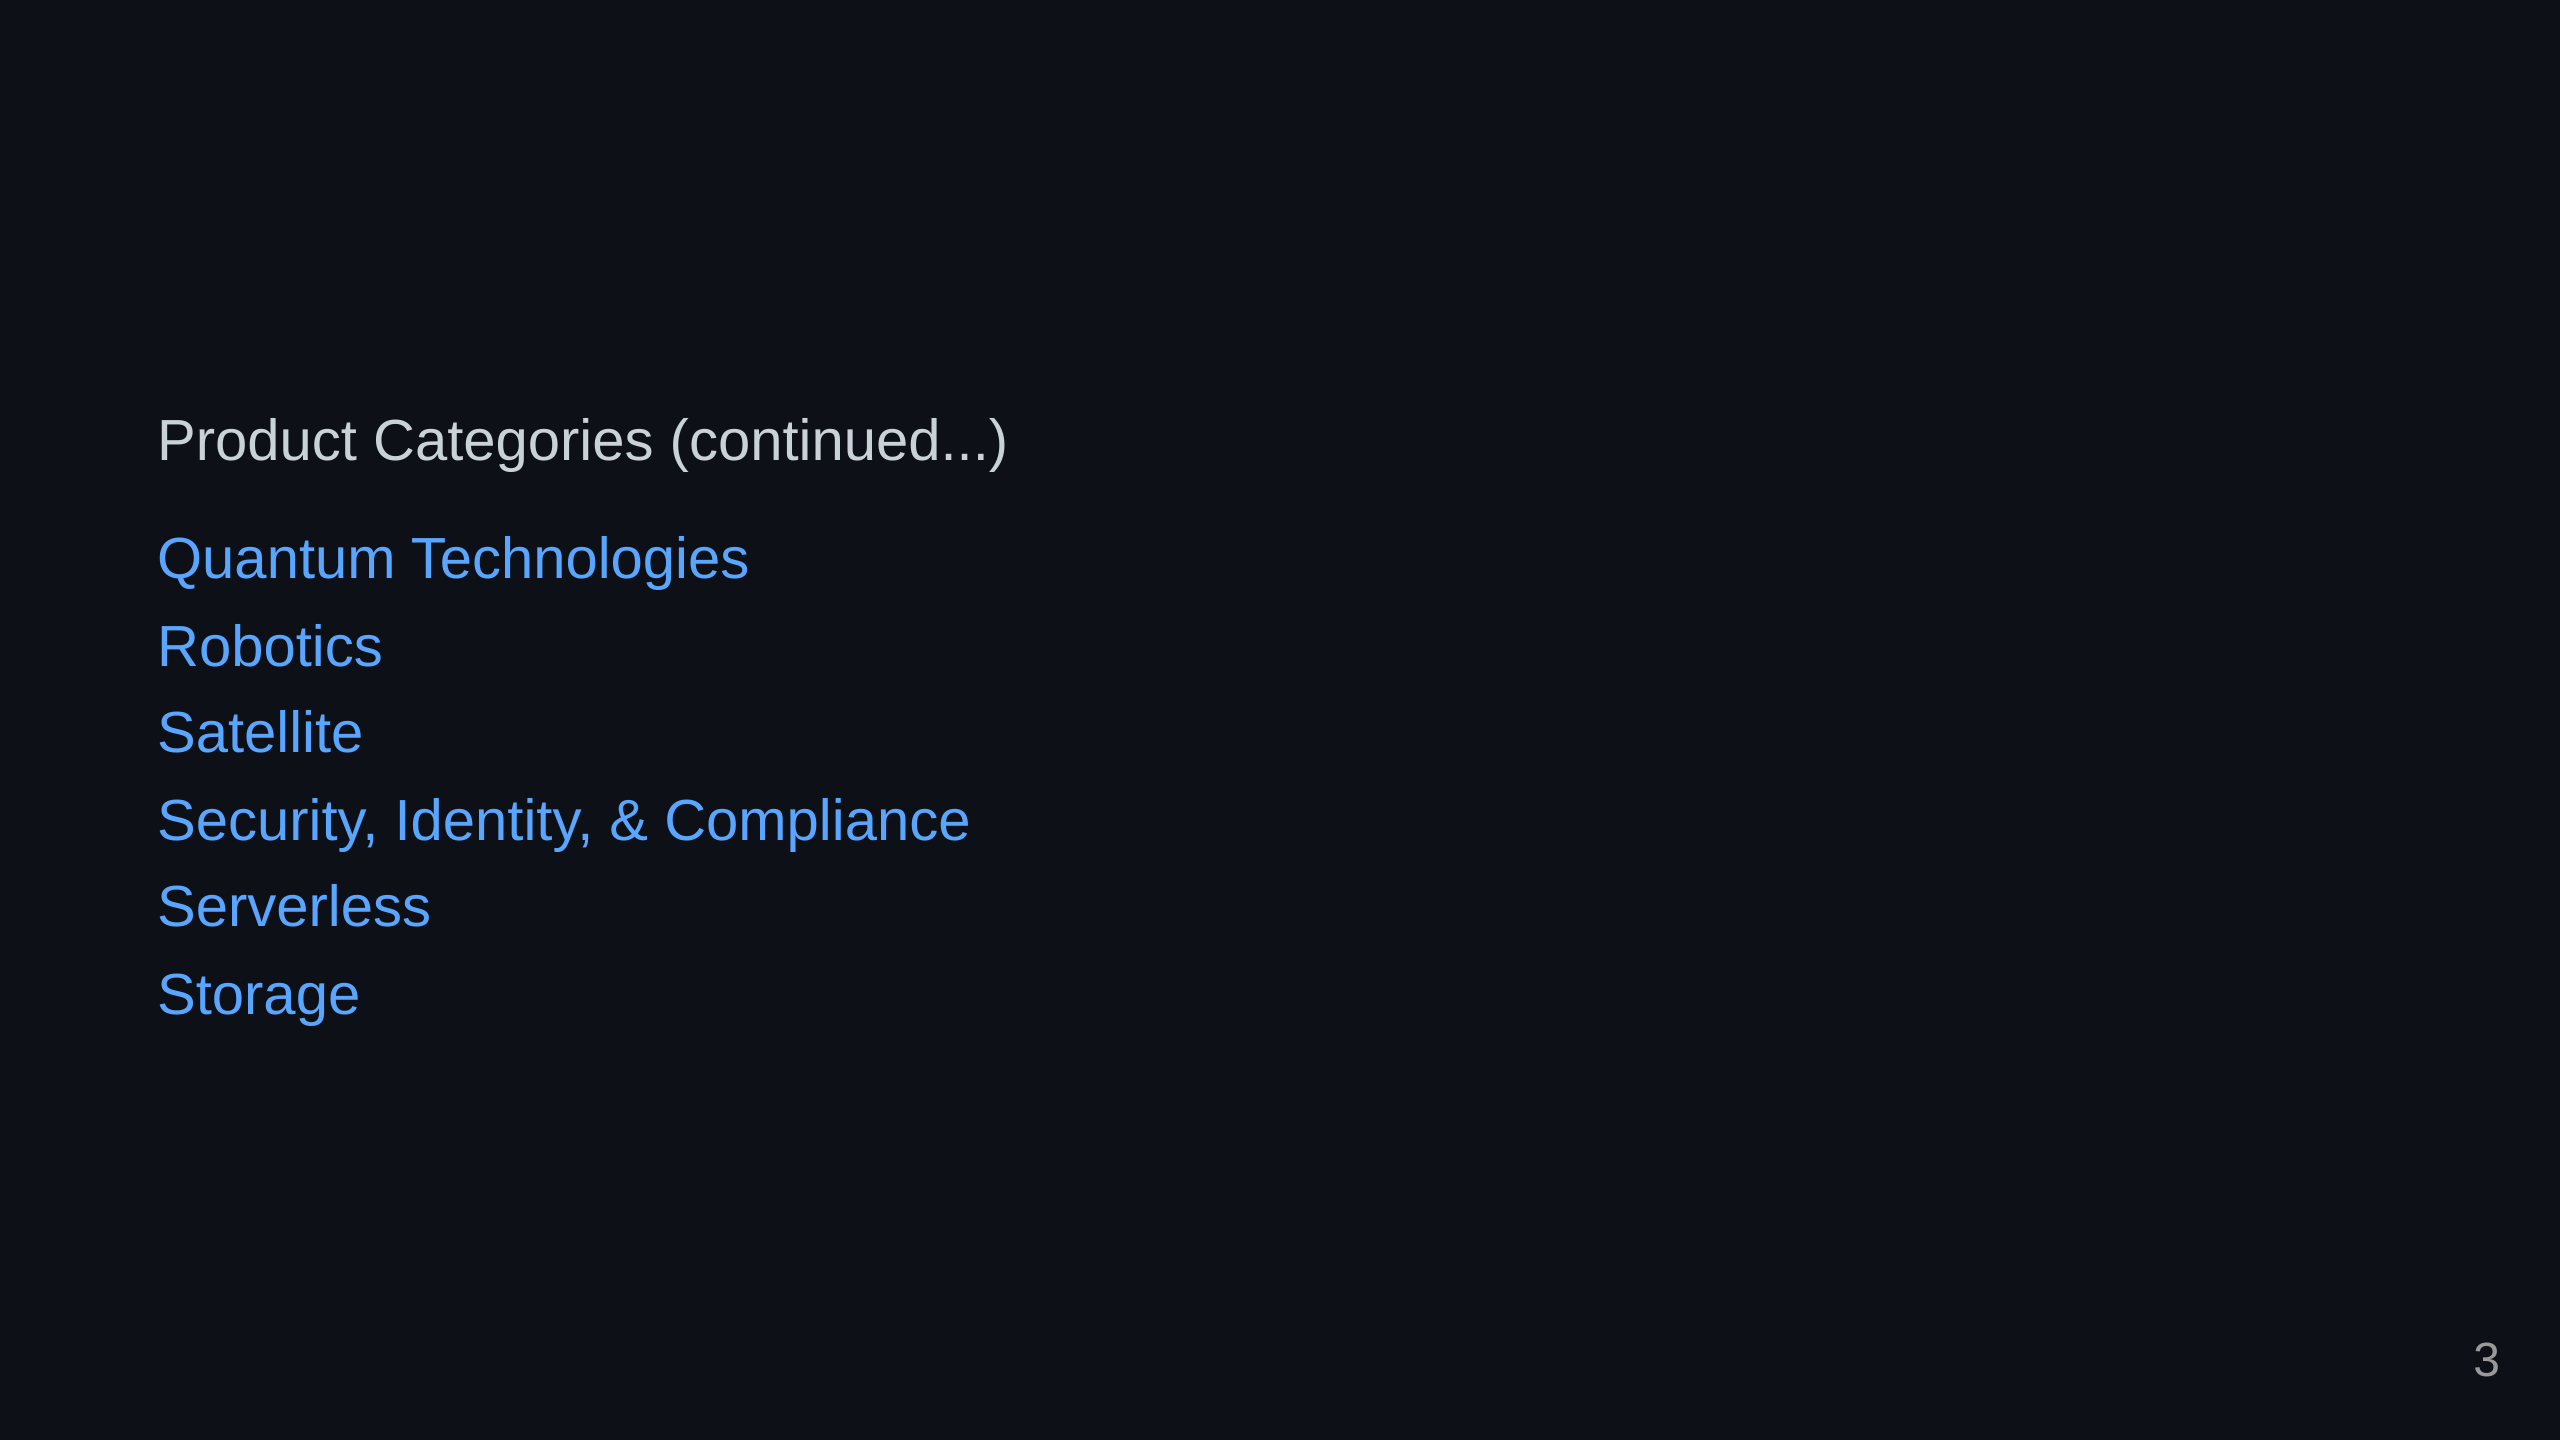 Product Categories (continued...)
Quantum Technologies
Robotics
Satellite
Security, Identity, & Compliance
Serverless
Storage
3